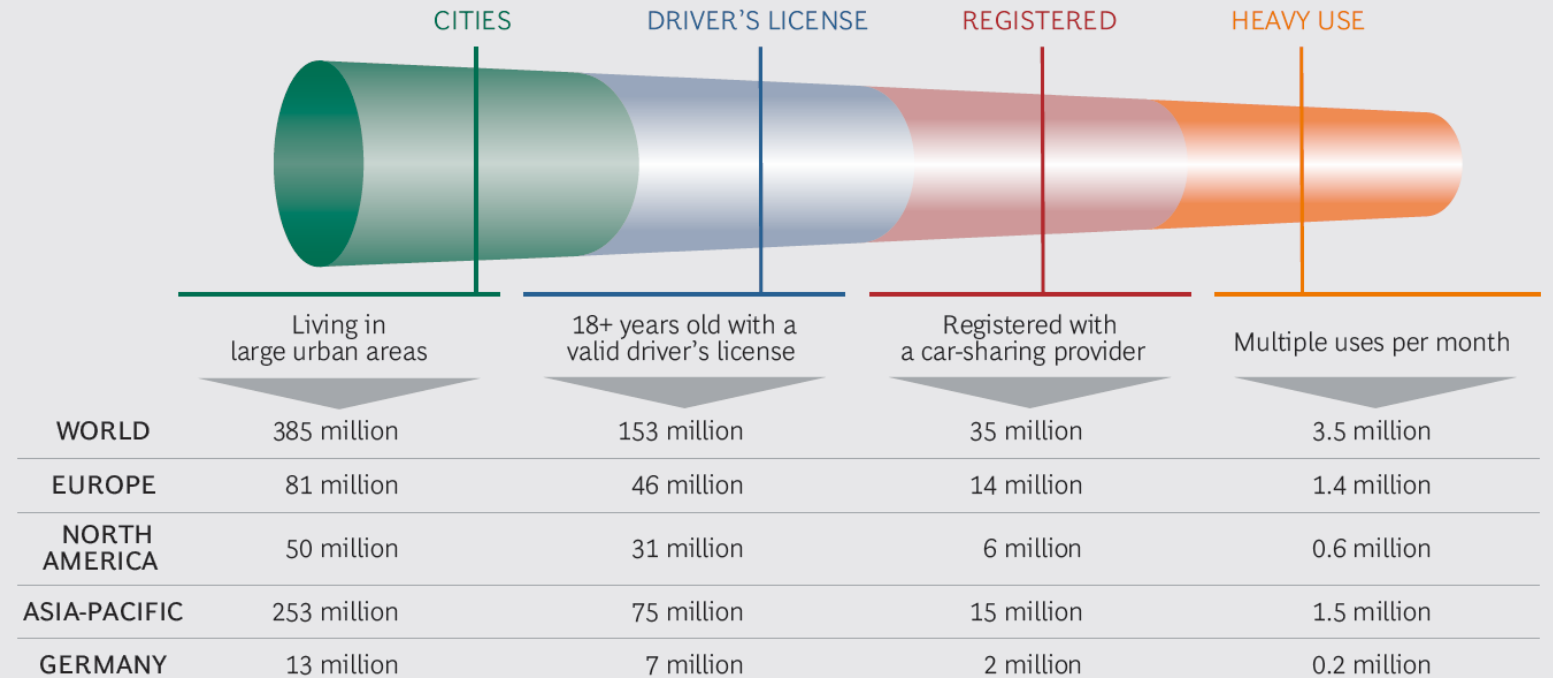 CITIES DRIVER'S LICENSE REGISTERED HEAVY USE
Living in
large urban areas
18+ years old with a
valid driver's license
Registered with
a car-sharing provider
Multiple uses per month
WORLD 385 million 153 million 35 million 3.5 million
EUROPE 81 million 46 million 14 million 1.4 million
NORTH
AMERICA 50 million 31 million 6 million 0.6 million
ASIA-PACIFIC 253 million 75 million 15 million 1.5 million
GERMANY 13 million 7 million 2 million 0.2 million